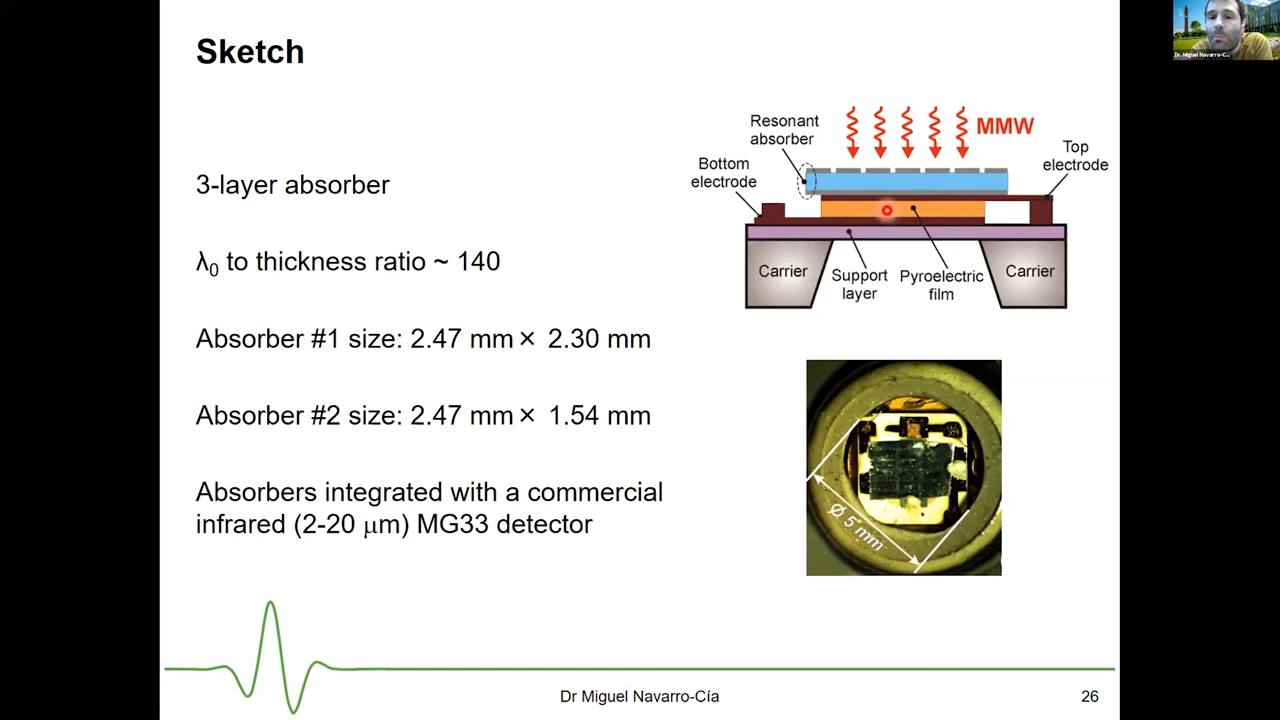 Sketch
3-layer absorber
λ0 to thickness ratio ~ 140
Absorber #1 size: 2.47 mm × 2.30 mm
Absorber #2 size: 2.47 mm × 1.54 mm
Absorbers integrated with a commercial
infrared (2-20 μm) MG33 detector
Resonant
absorber
MMW
Top
electrode
Bottom
electrode
Carrier
Support
layer
Pyroelectric
film
Carrier
Ø 5 mm
Dr Miguel Navarro-Cía
26
Dr. Miguel Navarro-C...